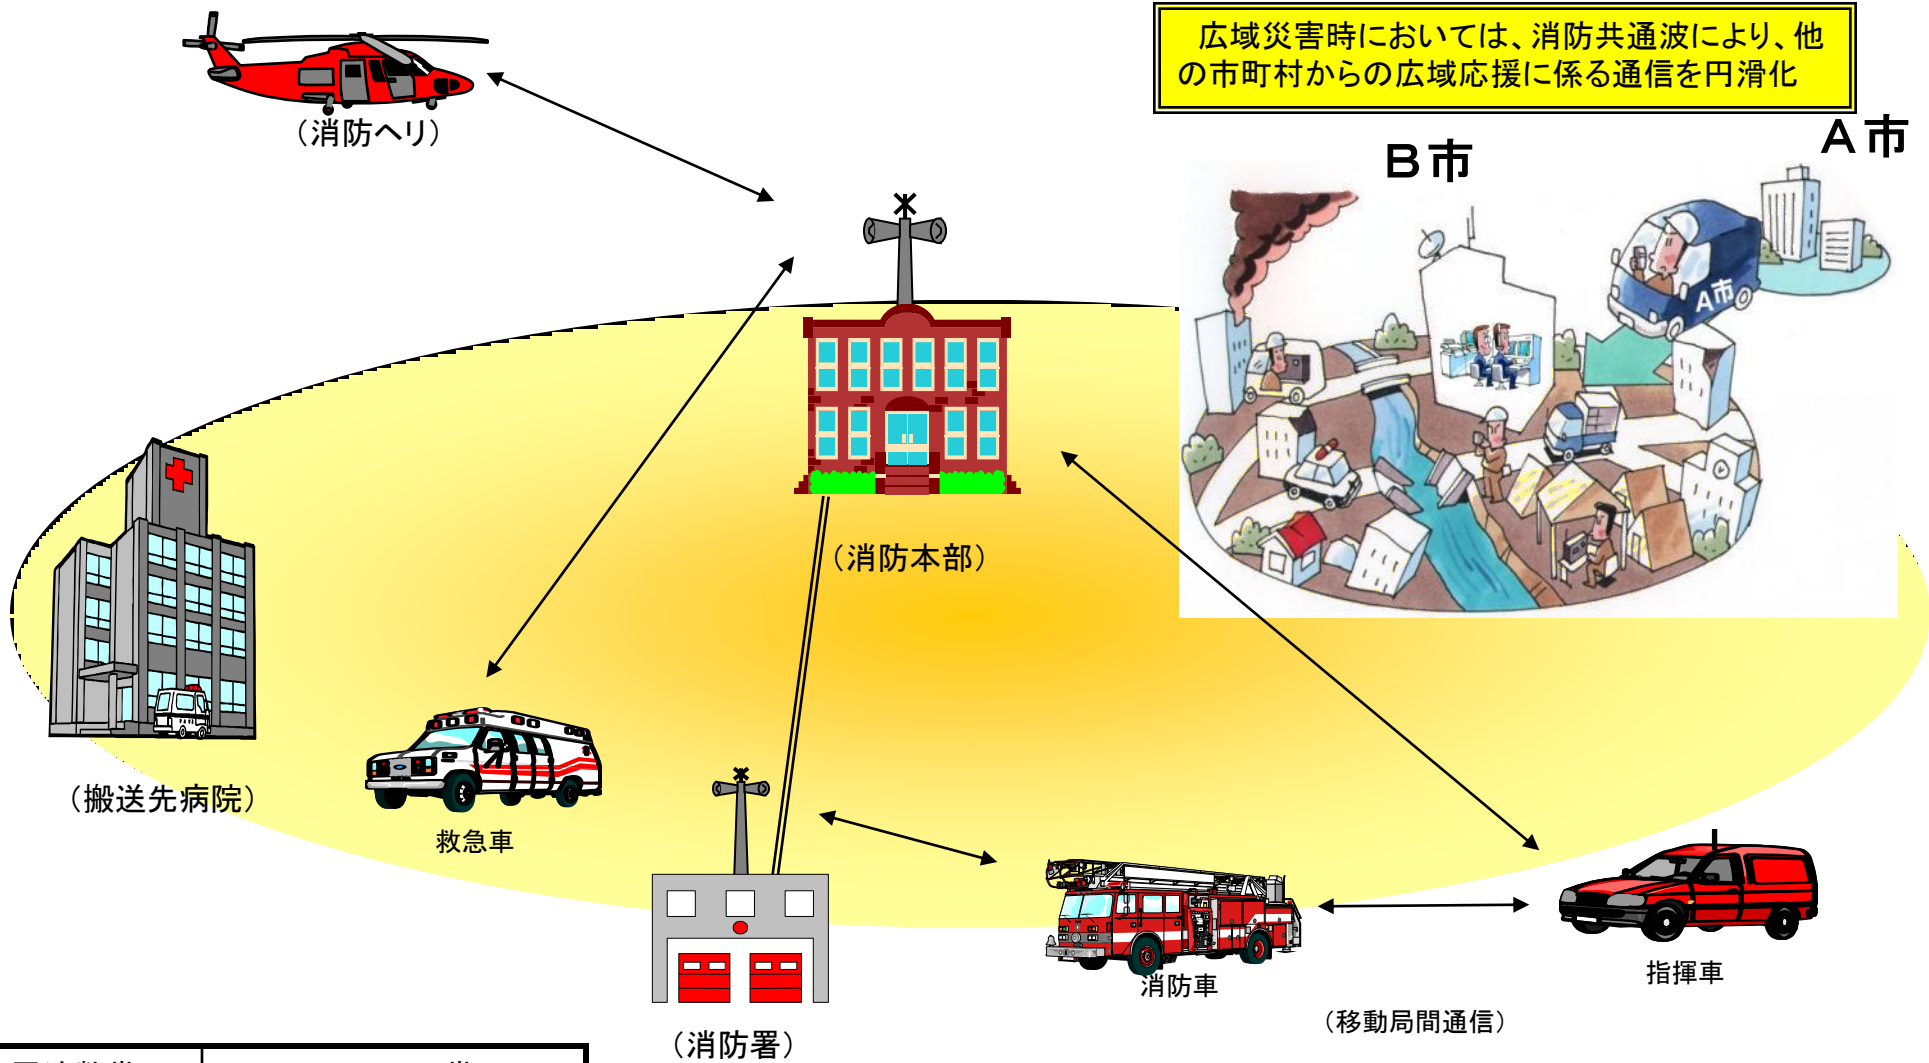 広域災害時においては、消防共通波により、他
の市町村からの広域応援に係る通信を円滑化
A市
B市
A市
(消防ヘリ)
(消防本部)
(搬送先病院)
救急車
消防車
指揮車
(移動局間通信)
(消防署)